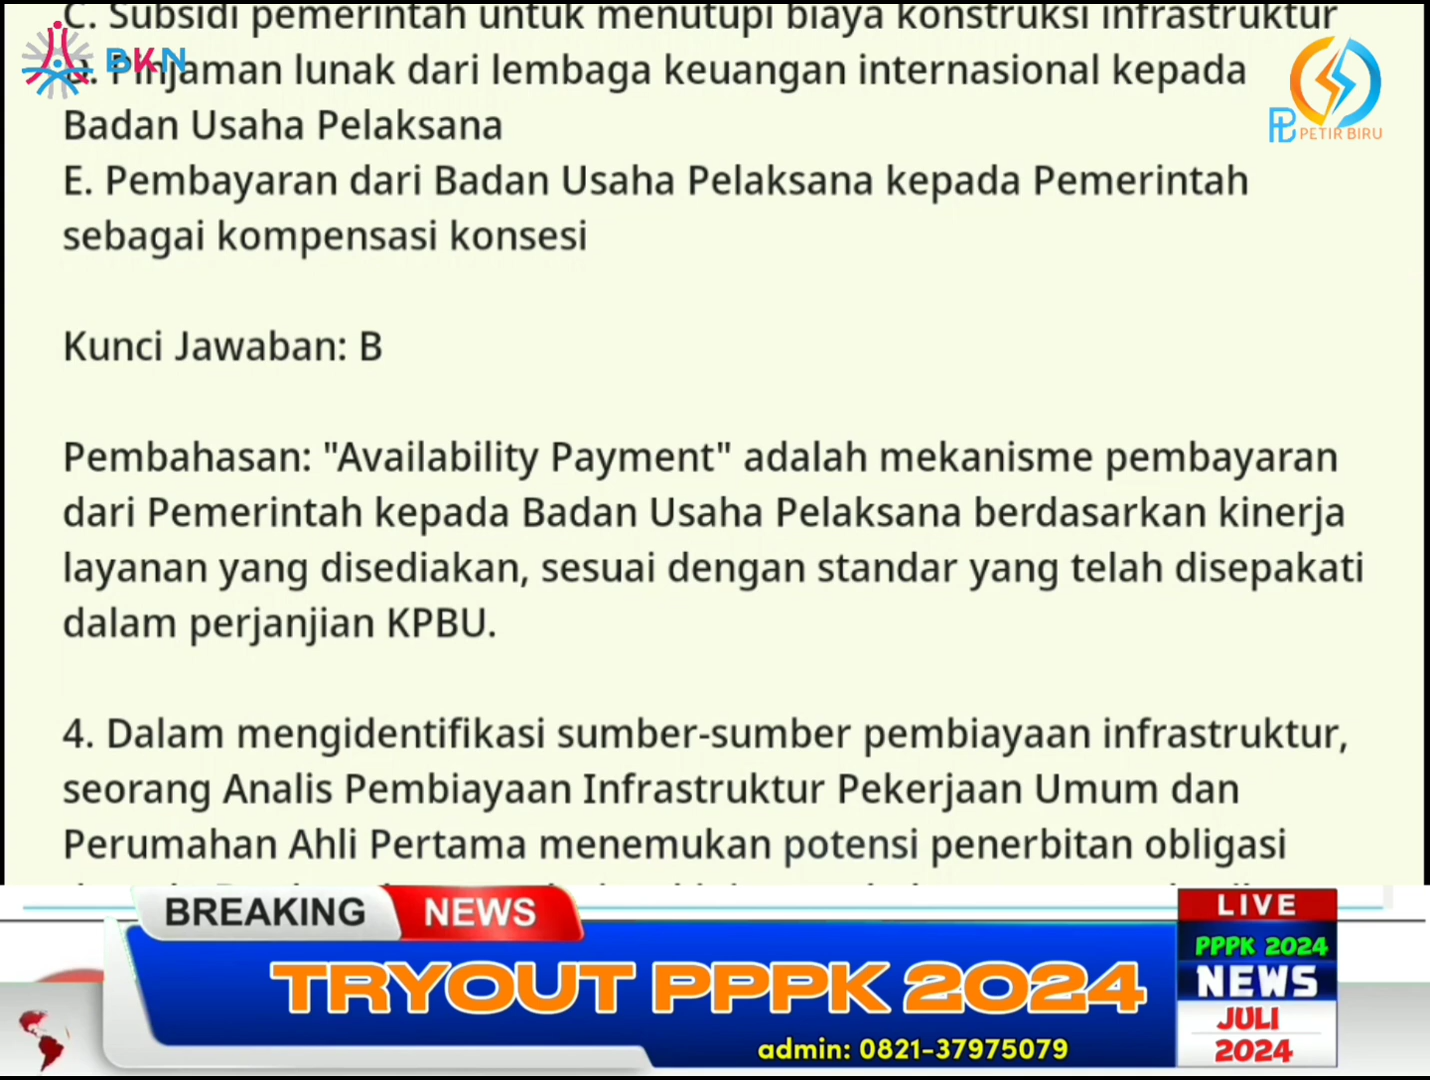 C. Subsidi pemerintah untuk menutupi biaya konstruksi infrastruktur
BKN
Pinjaman lunak dari lembaga keuangan internasional kepada
Badan Usaha Pelaksana
PETIR BIRU
E. Pembayaran dari Badan Usaha Pelaksana kepada Pemerintah
sebagai kompensasi konsesi
Kunci Jawaban: B
Pembahasan: "Availability Payment" adalah mekanisme pembayaran
dari Pemerintah kepada Badan Usaha Pelaksana berdasarkan kinerja
layanan yang disediakan, sesuai dengan standar yang telah disepakati
dalam perjanjian KPBU.
4. Dalam mengidentifikasi sumber-sumber pembiayaan infrastruktur,
seorang Analis Pembiayaan Infrastruktur Pekerjaan Umum dan
Perumahan Ahli Pertama menemukan potensi penerbitan obligasi
BREAKING NEWS
TRYOUT PPPK 2024
admin: 0821-37975079
LIVE
PPPK 2024
NEWS
JULI
2024